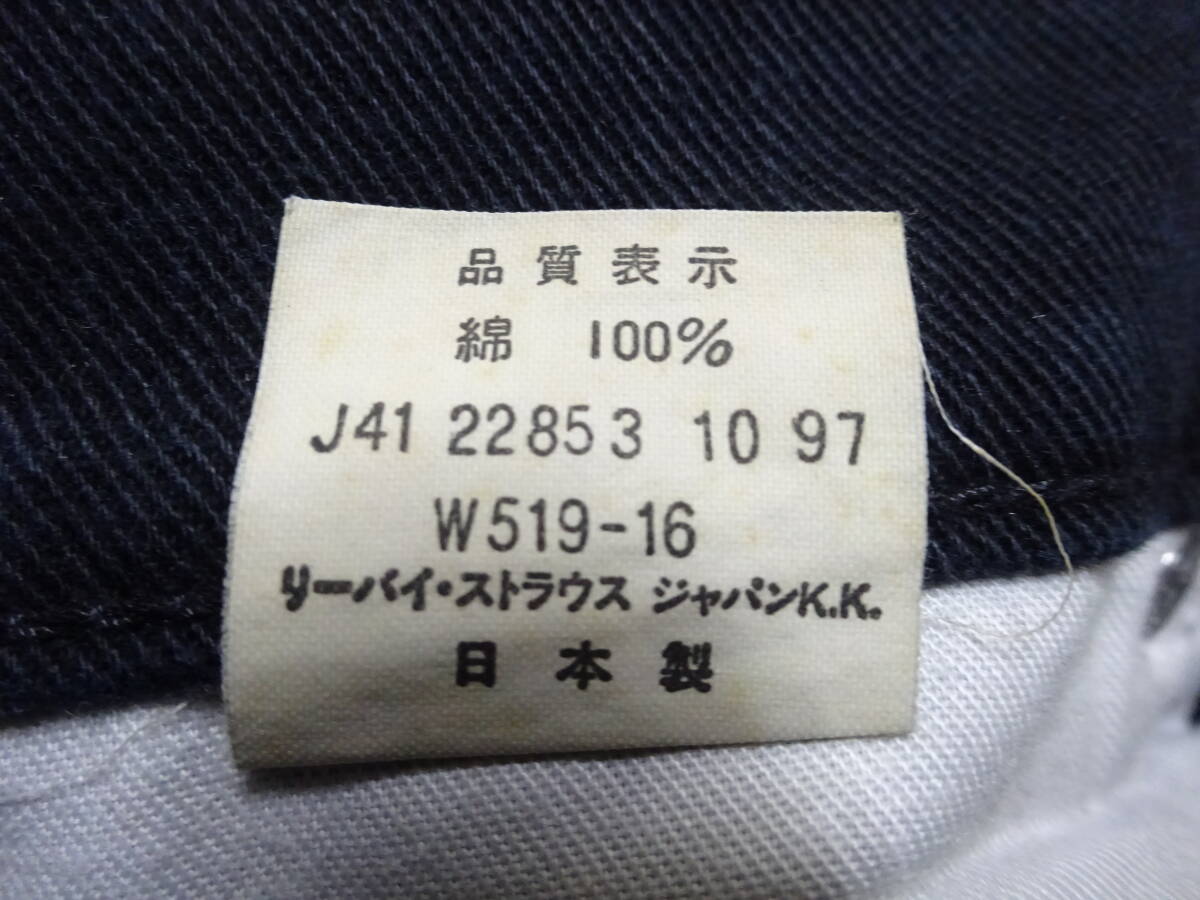 品質表示
綿 100%
J41 22853 10 97
W519-16
リーバイ・ストラウス ジャパンK.K.
日本製